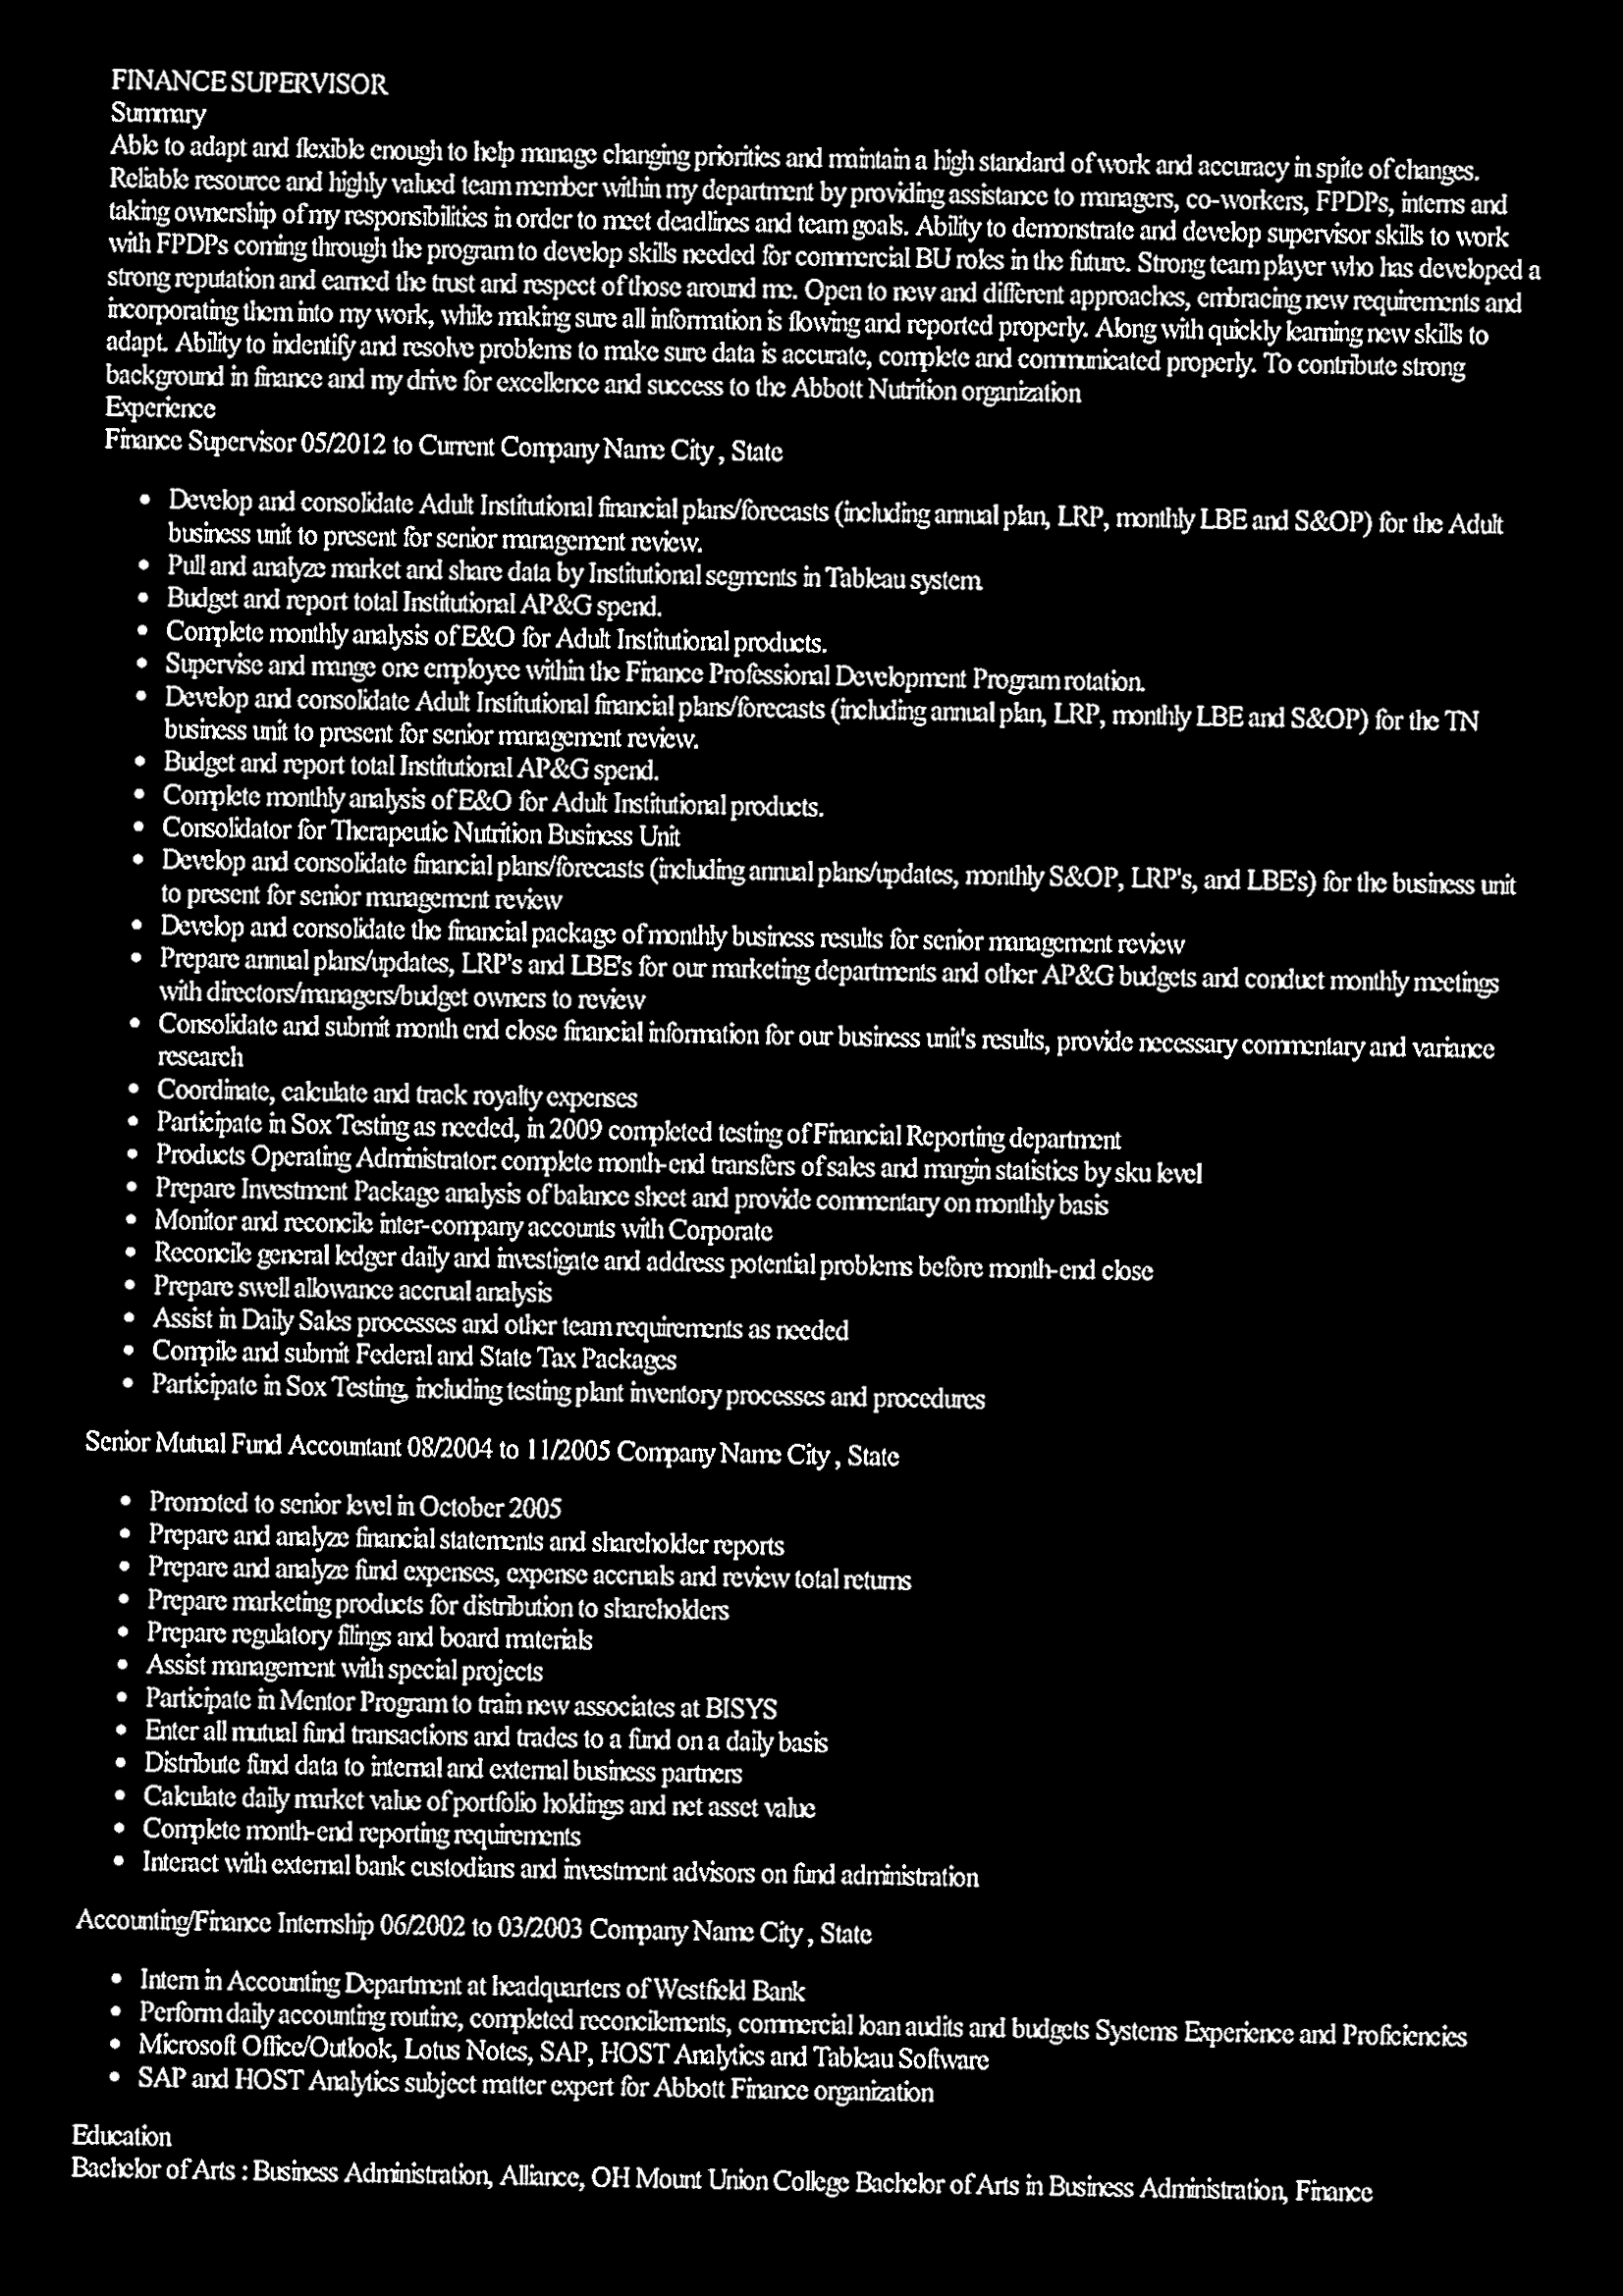 FINANCE SUPERVISOR
Summary
Able to adapt and flexible enough to help manage changing priorities and maintain a high standard of work and accuracy in spite of changes.
Reliable resource and highly valued team member within my department by providing assistance to managers, co-workers, FPDPs, interns and
taking ownership of my responsibilities in order to meet deadlines and team goals. Ability to demonstrate and develop supervisor skills to work
with FPDPs coming through the program to develop skills needed for commercial BU roles in the future. Strong team player who has developed a
strong reputation and earned the trust and respect of those around me. Open to new and different approaches, embracing new requirements and
incorporating them into my work, while making sure all information is flowing and reported properly. Along with quickly learning new skills to
adapt. Ability to indentify and resolve problems to make sure data is accurate, complete and communicated properly. To contribute strong
background in finance and my drive for excellence and success to the Abbott Nutrition organization
Experience
Finance Supervisor 05/2012 to Current Company Name City , State
• Develop and consolidate Adult Institutional financial plans/forecasts (including annual plan, LRP, monthly LBE and S&OP) for the Adult
business unit to present for senior management review.
• Pull and analyze market and share data by Institutional segments in Tableau system
• Budget and report total Institutional AP&G spend.
• Complete monthly analysis of E&O for Adult Institutional products.
• Supervise and mange one employee within the Finance Professional Development Program rotation.
• Develop and consolidate Adult Institutional financial plans/forecasts (including annual plan, LRP, monthly LBE and S&OP) for the TN
business unit to present for senior management review.
• Budget and report total Institutional AP&G spend.
• Complete monthly analysis of E&O for Adult Institutional products.
• Consolidator for Therapeutic Nutrition Business Unit
• Develop and consolidate financial plans/forecasts (including annual plans/updates, monthly S&OP, LRP's, and LBE's) for the business unit
to present for senior management review
• Develop and consolidate the financial package of monthly business results for senior management review
• Prepare annual plans/updates, LRP's and LBE's for our marketing departments and other AP&G budgets and conduct monthly meetings
with directors/managers/budget owners to review
• Consolidate and submit month end close financial information for our business unit's results, provide necessary commentary and variance
research
• Coordinate, calculate and track royalty expenses
• Participate in Sox Testing as needed, in 2009 completed testing of Financial Reporting department
• Products Operating Administrator: complete month-end transfers of sales and margin statistics by sku level
• Prepare Investment Package analysis of balance sheet and provide commentary on monthly basis
• Monitor and reconcile inter-company accounts with Corporate
• Reconcile general ledger daily and investigate and address potential problems before month-end close
• Prepare swell allowance accrual analysis
• Assist in Daily Sales processes and other team requirements as needed
• Compile and submit Federal and State Tax Packages
• Participate in Sox Testing, including testing plant inventory processes and procedures
Senior Mutual Fund Accountant 08/2004 to 11/2005 Company Name City , State
• Promoted to senior level in October 2005
• Prepare and analyze financial statements and shareholder reports
• Prepare and analyze fund expenses, expense accruals and review total returns
• Prepare marketing products for distribution to shareholders
• Prepare regulatory filings and board materials
• Assist management with special projects
• Participate in Mentor Program to train new associates at BISYS
• Enter all mutual fund transactions and trades to a fund on a daily basis
• Distribute fund data to internal and external business partners
• Calculate daily market value of portfolio holdings and net asset value
• Complete month-end reporting requirements
• Interact with external bank custodians and investment advisors on fund administration
Accounting/Finance Internship 06/2002 to 03/2003 Company Name City , State
• Intern in Accounting Department at headquarters of Westfield Bank
• Perform daily accounting routine, completed reconcilements, commercial loan audits and budgets Systems Experience and Proficiencies
• Microsoft Office/Outlook, Lotus Notes, SAP, HOST Analytics and Tableau Software
• SAP and HOST Analytics subject matter expert for Abbott Finance organization
Education
Bachelor of Arts : Business Administration, Alliance, OH Mount Union College Bachelor of Arts in Business Administration, Finance